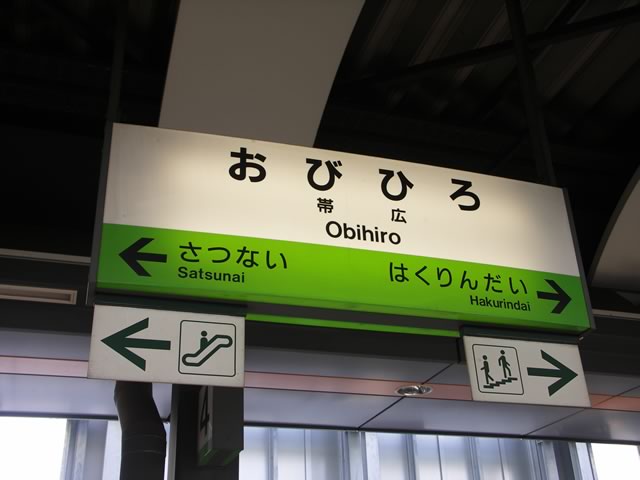 おびひろ
帯広
Obihiro
さつない
Satsunai
はくりんだい
Hakurindai
4